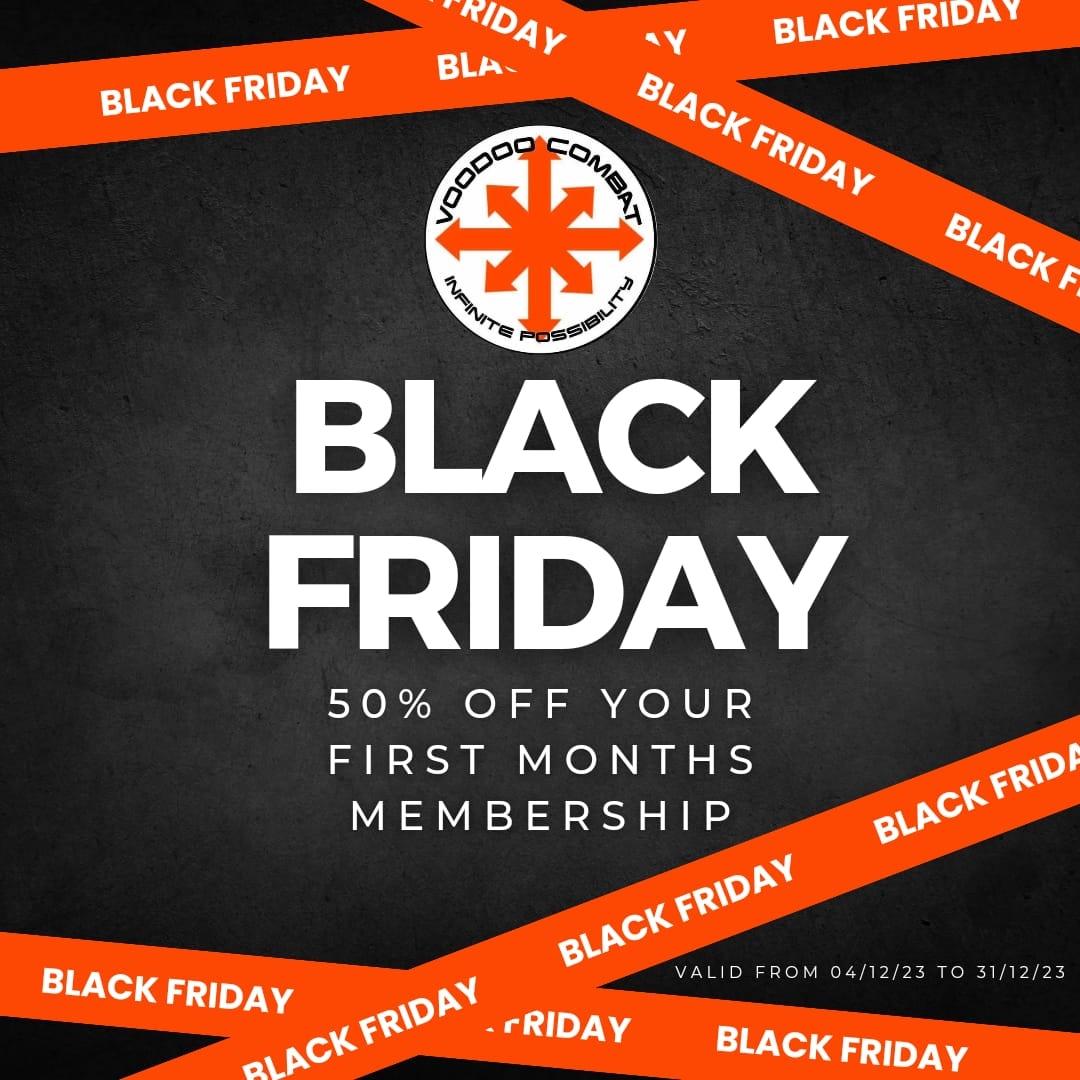 FRIDAY
BLACK FRIDAY
BLACK FRIDAY
BLACK FRIDAY
BLACK
VOODOO COMBAT
INFINITE POSSIBILITY
BLACK
FRIDAY
50% OFF YOUR
FIRST MONTHS
MEMBERSHIP
BLACK
BLACK FRIDAY
VALID FROM 04/12/23 TO 31/12/23
BLACK FRIDAY
BLACK FRIDAY
FRIDAY
BLACK FRIDAY